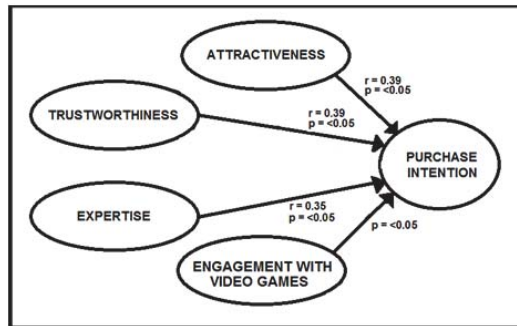 ATTRACTIVENESS
r = 0.39
p = <0.05
TRUSTWORTHINESS
r = 0.39
p = <0.05
PURCHASE
INTENTION
EXPERTISE
r = 0.35
p = <0.05
p = <0.05
ENGAGEMENT WITH
VIDEO GAMES